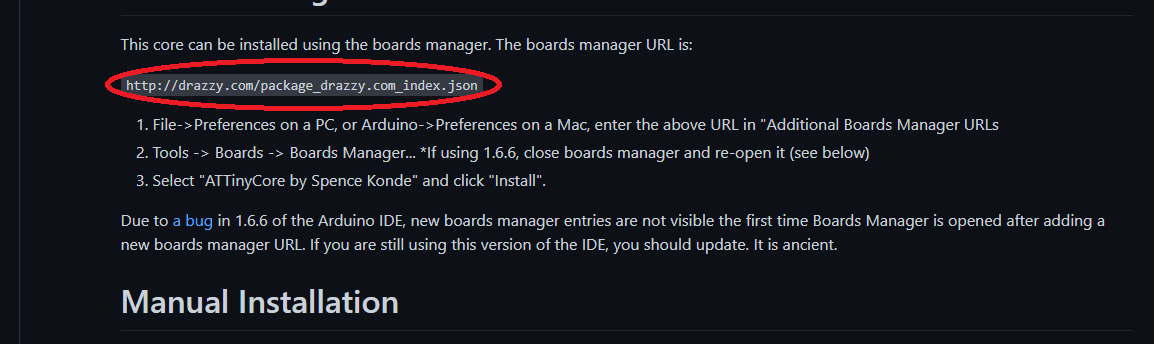 This core can be installed using the boards manager. The boards manager URL is:
http://drazzy.com/package_drazzy.com_index.json
1. File->Preferences on a PC, or Arduino->Preferences on a Mac, enter the above URL in "Additional Boards Manager URLs
2. Tools -> Boards -> Boards Manager... *If using 1.6.6, close boards manager and re-open it (see below)
3. Select "ATTinyCore by Spence Konde" and click "Install".
Due to a bug in 1.6.6 of the Arduino IDE, new boards manager entries are not visible the first time Boards Manager is opened after adding a
new boards manager URL. If you are still using this version of the IDE, you should update. It is ancient.
Manual Installation